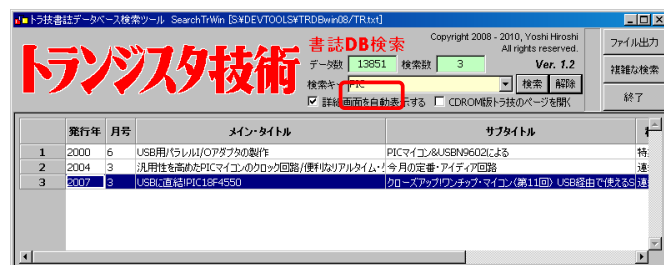 トラ技書誌データベース検索ツール SearchTrWin [S¥DEVTOOLS¥TRDBwin08/TR.txt]
トランジスタ技術
書誌DB検索
Copyright 2008 - 2010, Yoshi Hiroshi
All rights reserved.
データ数 13851 検索数 3 Ver. 1.2
検索キー PIC 検索 解除
詳細画面を自動表示する CDROM版トラ技のページを開く
ファイル出力
複雑な検索
終了
発行年 月号 メイン・タイトル サブタイトル
1 2000 6 USB用パラレルI/Oアダプタの製作 PICマイコン&USBN9602による 特
2 2004 3 汎用性を高めたPICマイコンのクロック回路/便利なリアルタイム・ 今月の定番・アイディア回路 連
3 2007 3 USBに直結!PIC18F4550 クローズアップ!ワンチップ・マイコン〈第11回〉 USB経由で使えるS 連